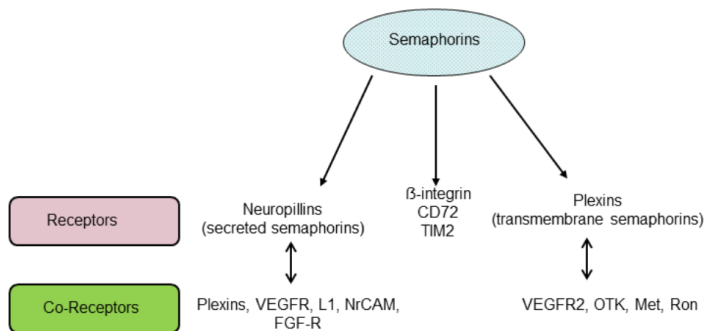 Semaphorins
Receptors
Neuropillins
(secreted semaphorins)
ß-integrin
CD72
TIM2
Plexins
(transmembrane semaphorins)
Co-Receptors
Plexins, VEGFR, L1, NrCAM,
FGF-R
VEGFR2, OTK, Met, Ron